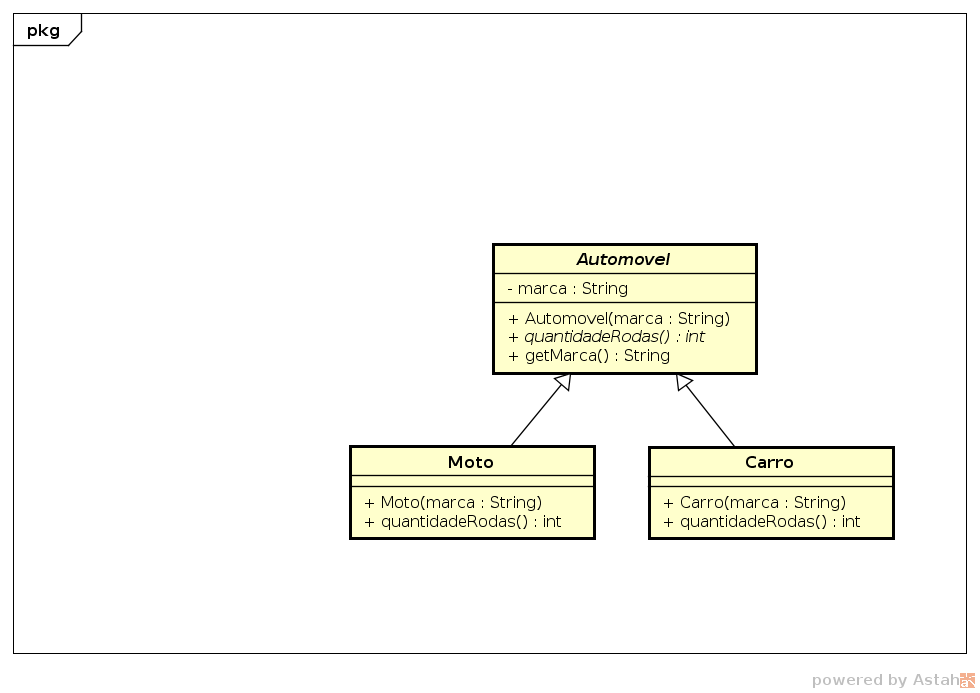 pkg
Automovel
- marca : String
+ Automovel(marca : String)
+ quantidadeRodas() : int
+ getMarca() : String
Moto
+ Moto(marca : String)
+ quantidadeRodas() : int
Carro
+ Carro(marca : String)
+ quantidadeRodas() : int
powered by Astah